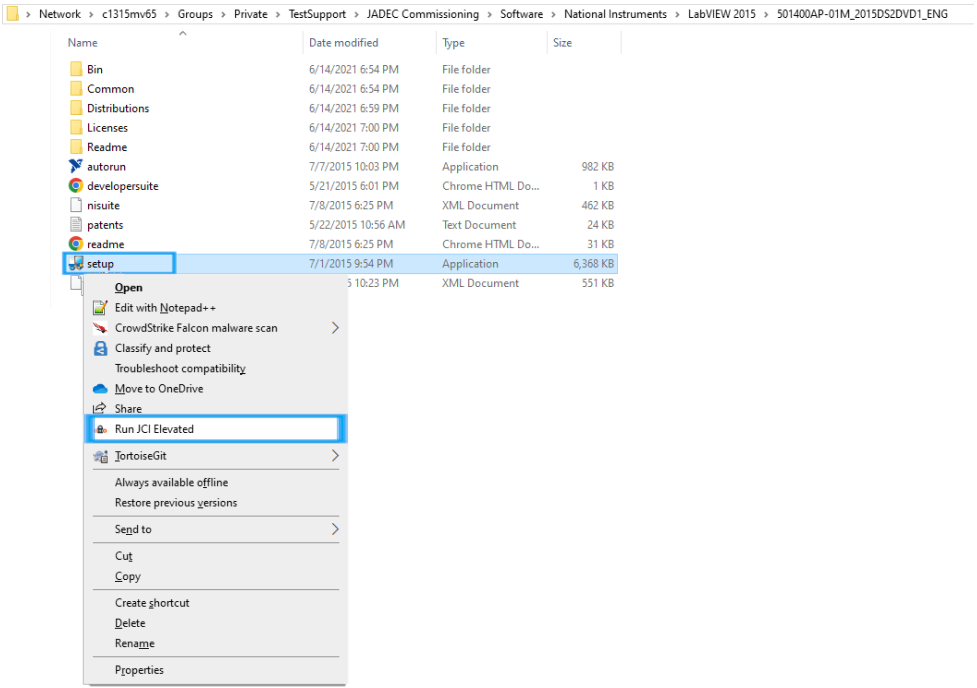 Network > c1315mv65 > Groups > Private > TestSupport > JADEC Commissioning > Software > National Instruments > LabVIEW 2015 > 501400AP-01M_2015DS2DVD1_ENG
Name Date modified Type Size
Bin 6/14/2021 6:54 PM File folder
Common 6/14/2021 6:54 PM File folder
Distributions 6/14/2021 6:59 PM File folder
Licenses 6/14/2021 7:00 PM File folder
Readme 6/14/2021 7:00 PM File folder
autorun 7/7/2015 10:03 PM Application 982 KB
developersuite 5/21/2015 6:01 PM Chrome HTML Do... 1 KB
nisuite 7/8/2015 6:25 PM XML Document 462 KB
patents 5/22/2015 10:56 AM Text Document 24 KB
readme 7/8/2015 6:25 PM Chrome HTML Do... 31 KB
setup 7/1/2015 9:54 PM Application 6,368 KB
5 10:23 PM XML Document 551 KB
Open
Edit with Notepad++
CrowdStrike Falcon malware scan
Classify and protect
Troubleshoot compatibility
Move to OneDrive
Share
Run JCI Elevated
TortoiseGit
Always available offline
Restore previous versions
Send to
Cut
Copy
Create shortcut
Delete
Rename
Properties